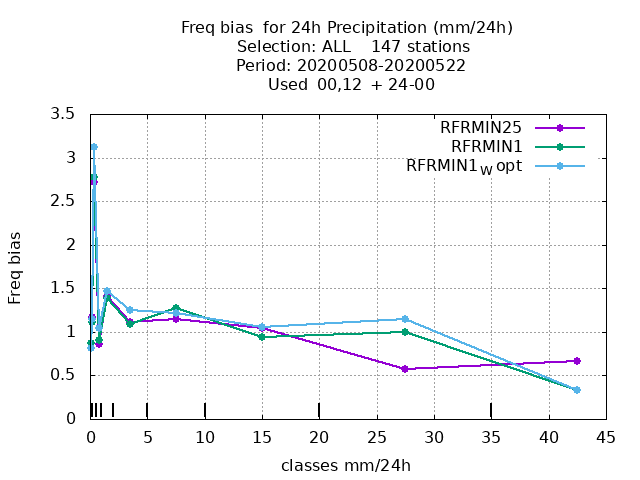 Freq bias  for 24h Precipitation (mm/24h)
Selection: ALL    147 stations
Period: 20200508-20200522
Used  00,12  + 24-00
3.5
3
2.5
2
1.5
1
0.5
0
Freq bias
RFRMIN25
RFRMIN1
RFRMIN1W opt
0 5 10 15 20 25 30 35 40 45
classes mm/24h